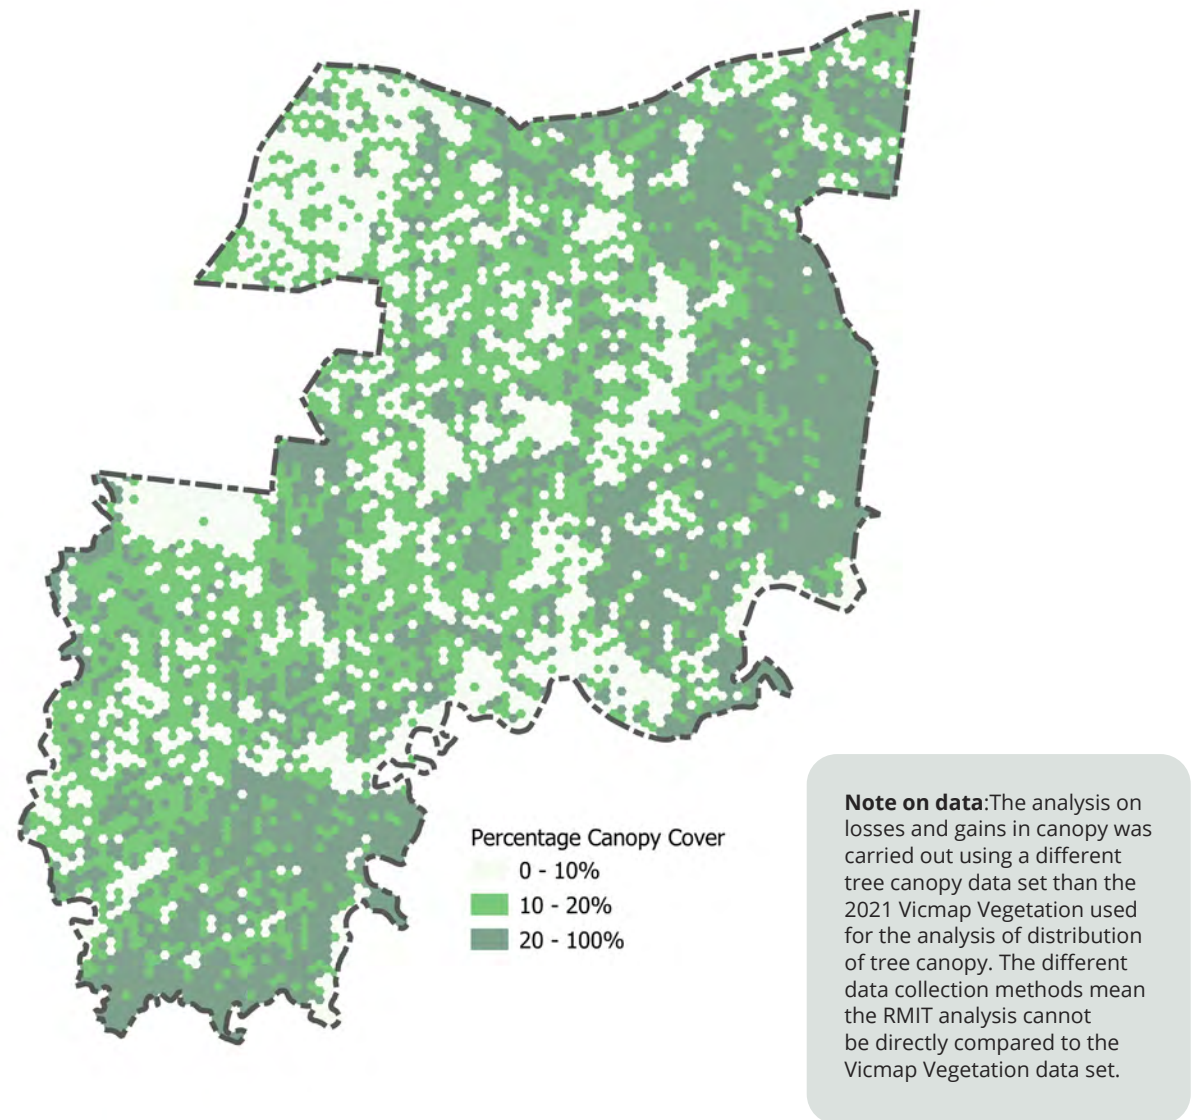 Percentage Canopy Cover
0 - 10%
10 - 20%
20 - 100%
Note on data:The analysis on
losses and gains in canopy was
carried out using a different
tree canopy data set than the
2021 Vicmap Vegetation used
for the analysis of distribution
of tree canopy. The different
data collection methods mean
the RMIT analysis cannot
be directly compared to the
Vicmap Vegetation data set.